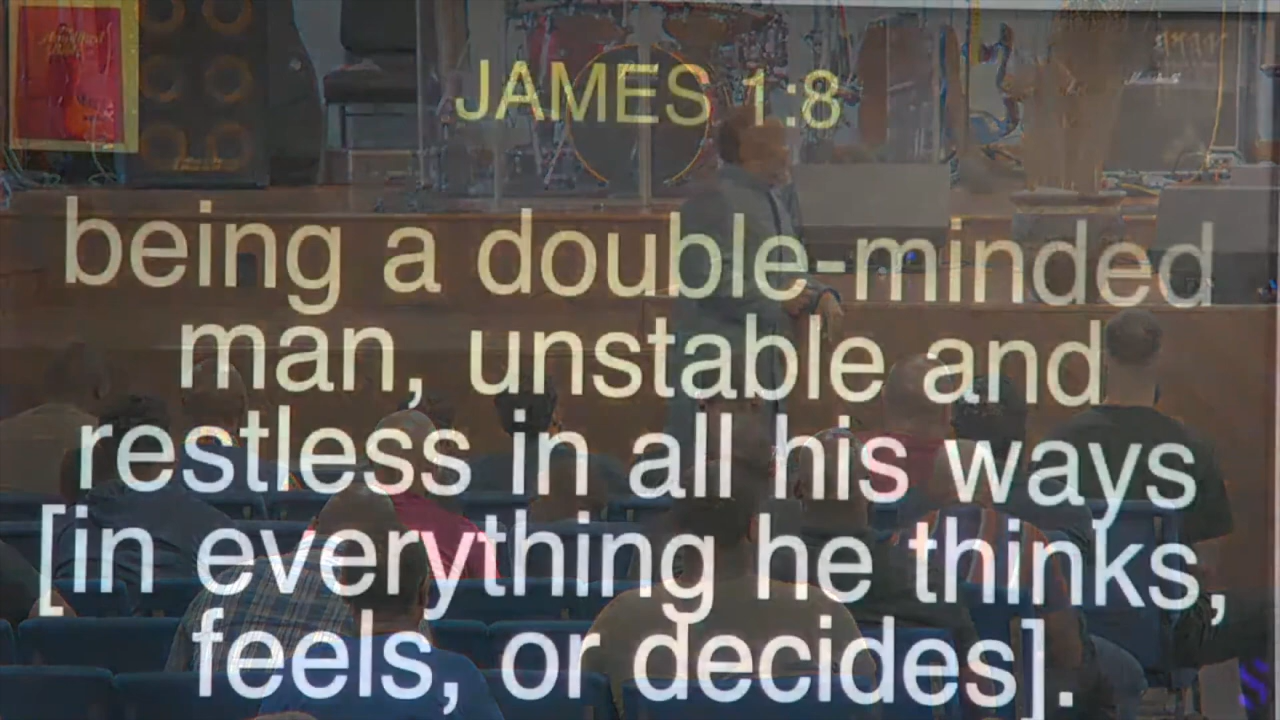 JAMES 1:8
being a double-minded
man, unstable and
restless in all his ways
[in everything he thinks,
feels, or decides].